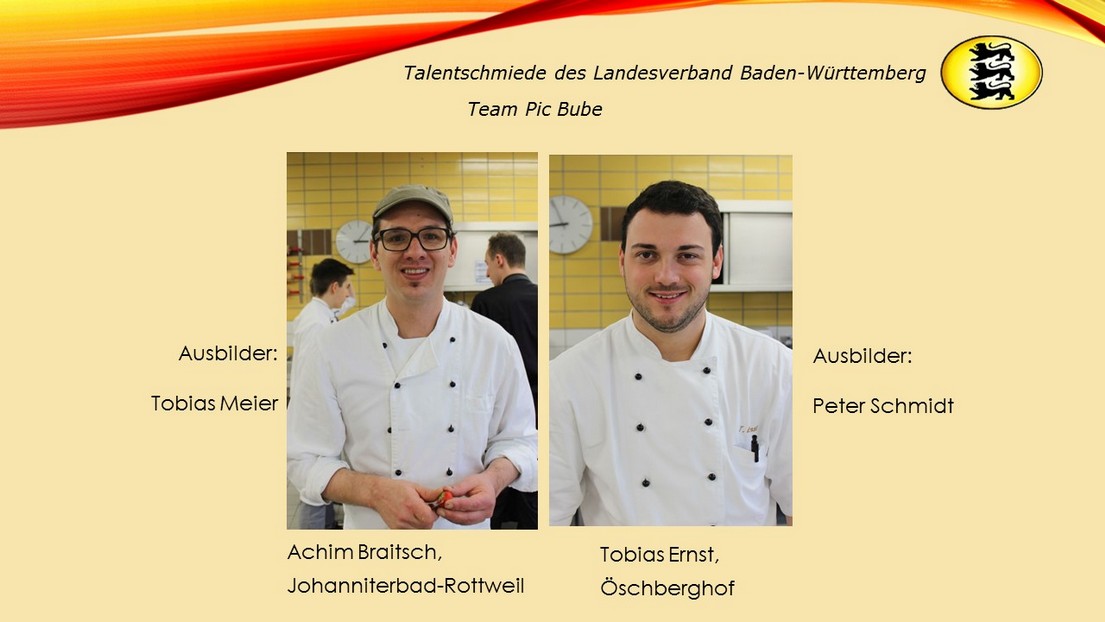 Talentschmiede des Landesverband Baden-Württemberg
Team Pic Bube
Ausbilder:
Tobias Meier
Ausbilder:
Peter Schmidt
Achim Braitsch,
Johanniterbad-Rottweil
Tobias Ernst,
Öschberghof